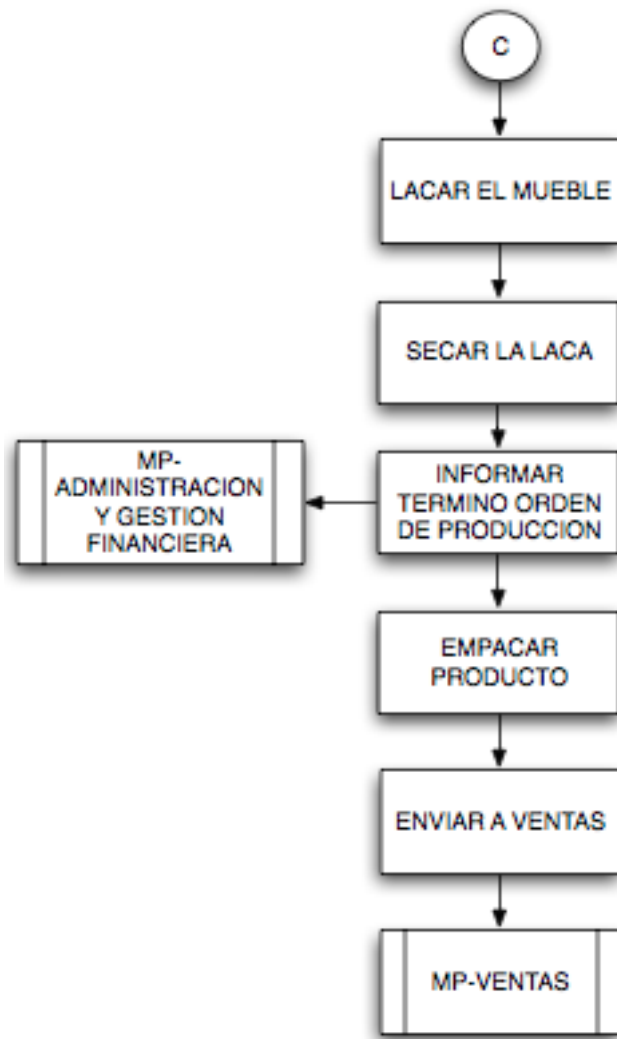 C
LACAR EL MUEBLE
SECAR LA LACA
MP-
ADMINISTRACION
Y GESTION
FINANCIERA
INFORMAR
TERMINO ORDEN
DE PRODUCCION
EMPACAR
PRODUCTO
ENVIAR A VENTAS
MP-VENTAS